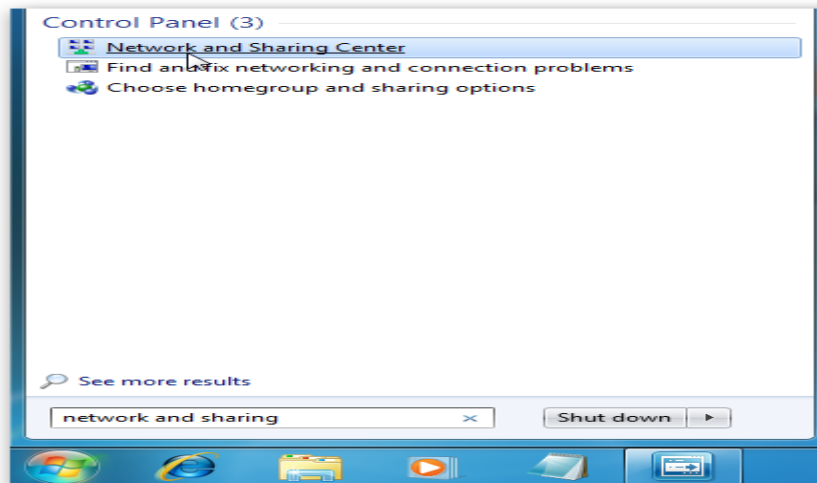 Control Panel (3)
Network and Sharing Center
Find and fix networking and connection problems
Choose homegroup and sharing options
See more results
network and sharing
Shut down